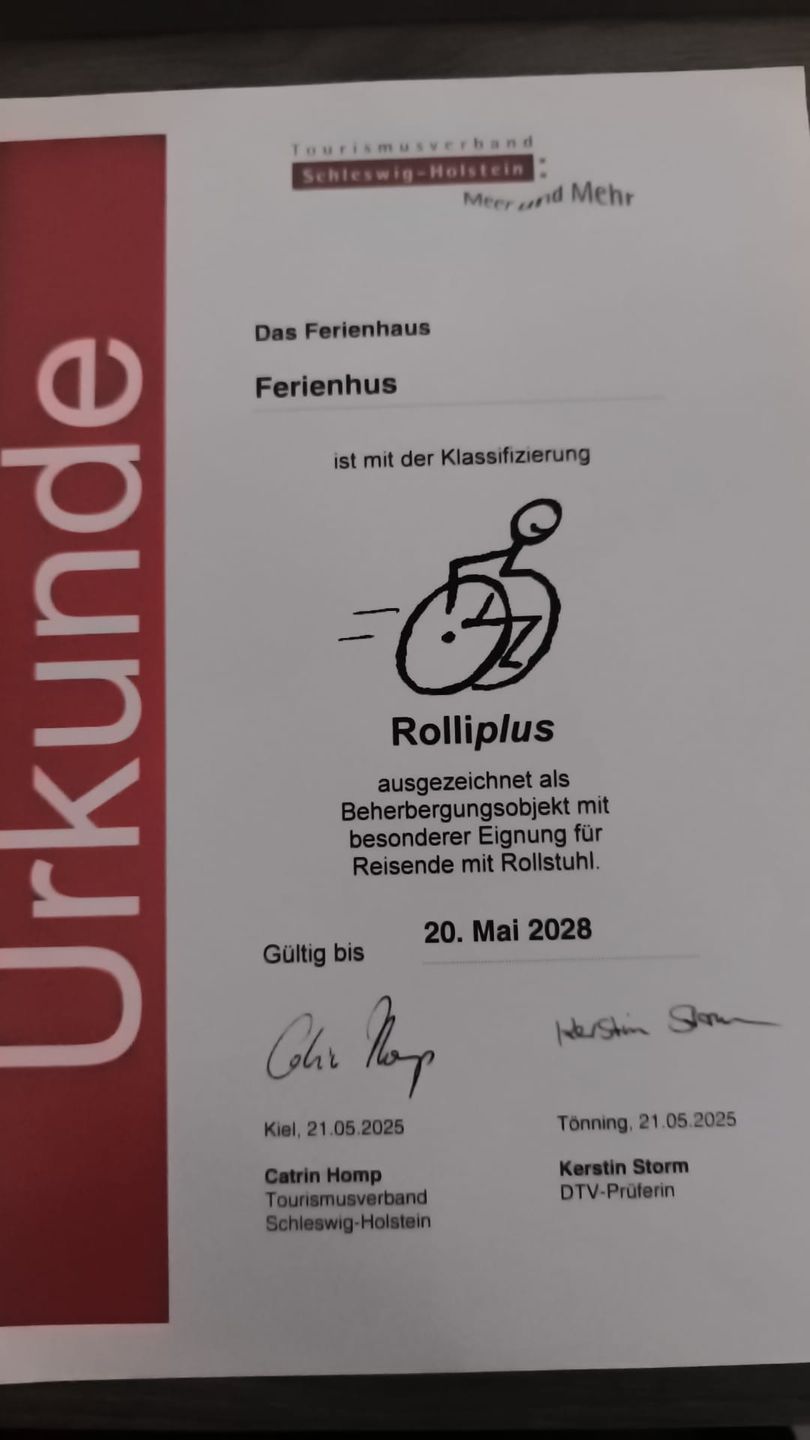 Urkunde
Tourismusverband
Schleswig-Holstein:
Meer und Mehr
Das Ferienhaus
Ferienhus
ist mit der Klassifizierung
Rolliplus
ausgezeichnet als
Beherbergungsobjekt mit
besonderer Eignung für
Reisende mit Rollstuhl.
Gültig bis 20. Mai 2028
Kerstin Storm
Kiel, 21.05.2025
Tönning, 21.05.2025
Catrin Homp
Tourismusverband
Schleswig-Holstein
Kerstin Storm
DTV-Prüferin